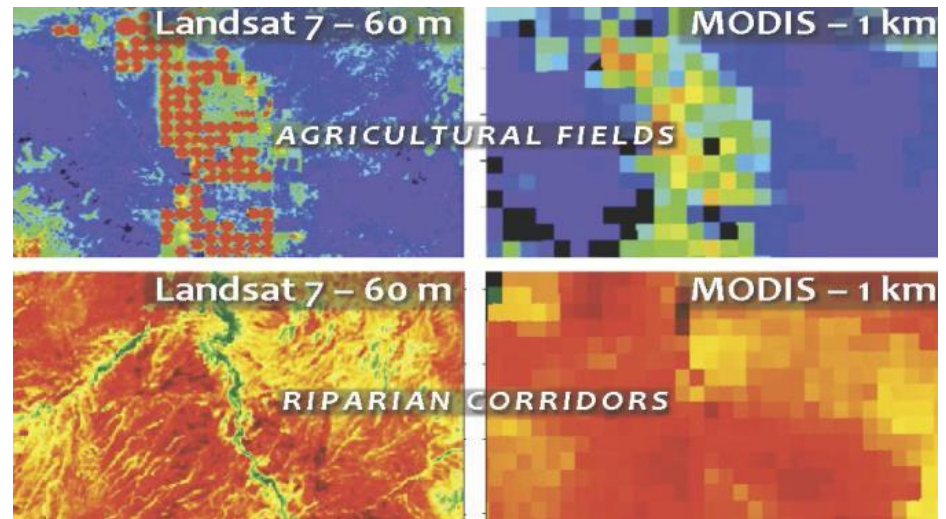 Landsat 7 – 60 m
MODIS – 1 km
AGRICULTURAL FIELDS
Landsat 7 – 60 m
MODIS – 1 km
RIPARIAN CORRIDORS